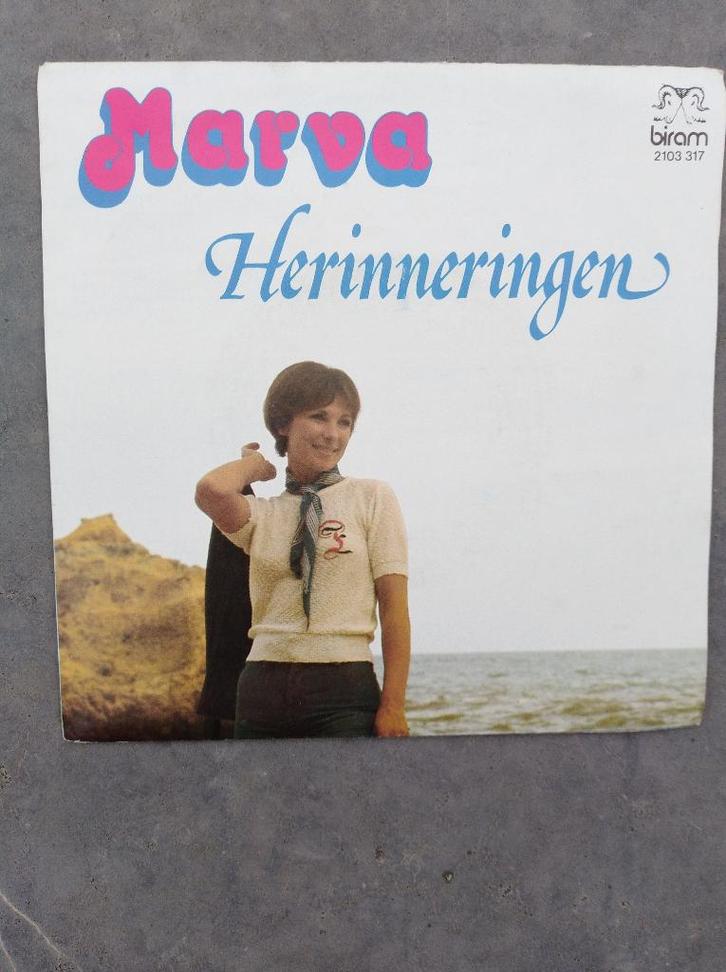 Marva
biram
2103 317
Herinneringen